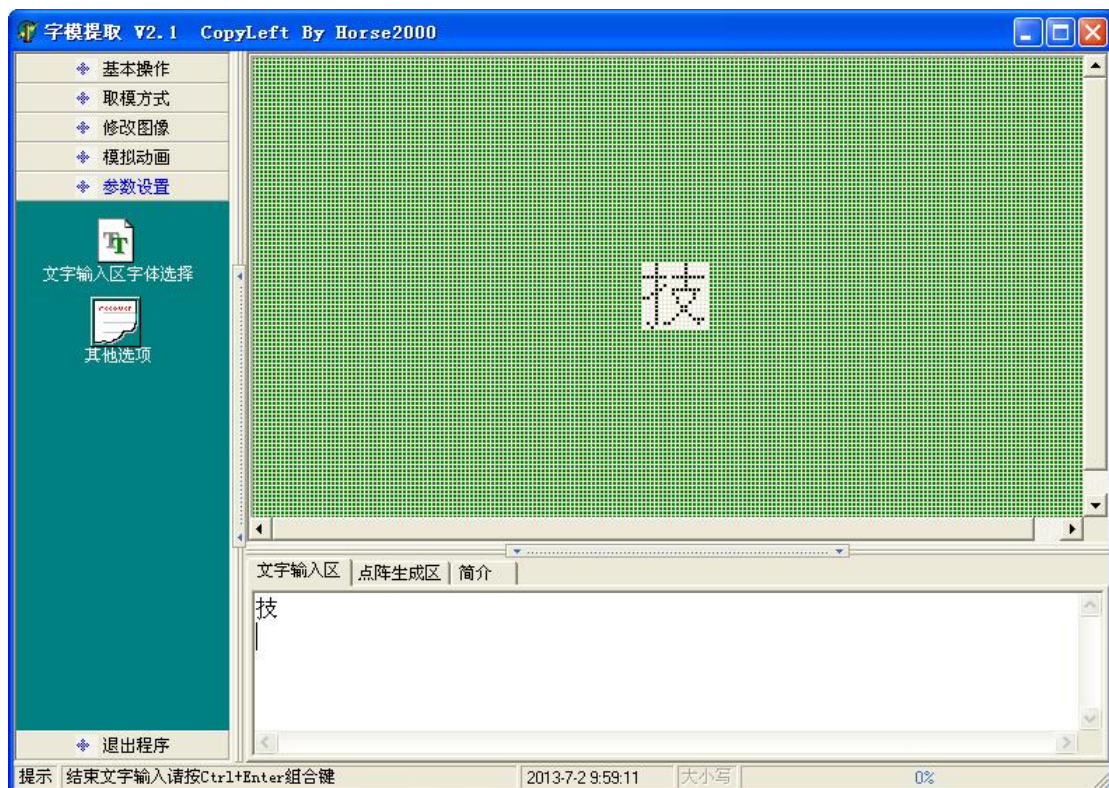 字模提取 V2.1 CopyLeft By Horse2000
基本操作
取模方式
修改图像
模拟动画
参数设置
TT
文字输入区字体选择
recover
其他选项
技
文字输入区 点阵生成区 简介
技
退出程序
提示 结束文字输入请按Ctrl+Enter组合键 2013-7-2 9:59:11 大小写 0%